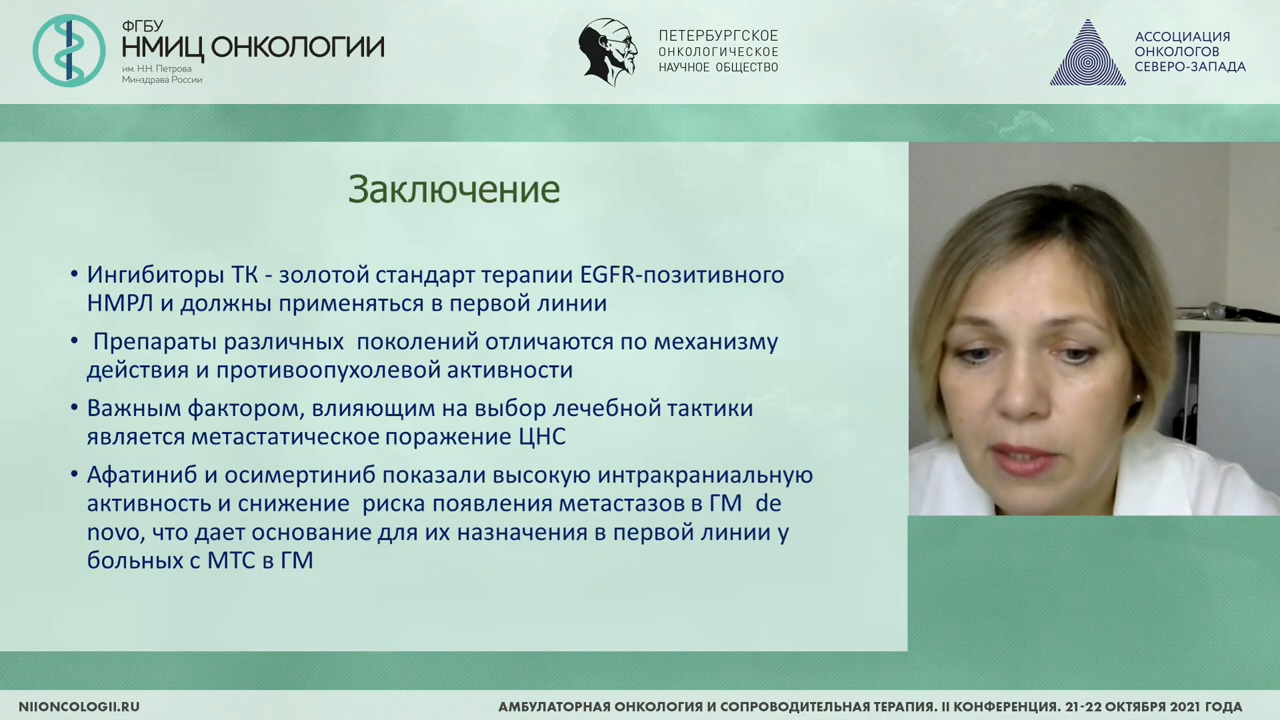 ФГБУ
НМИЦ ОНКОЛОГИИ
им. Н.Н. Петрова
Минздрава России
ПЕТЕРБУРГСКОЕ
ОНКОЛОГИЧЕСКОЕ
НАУЧНОЕ ОБЩЕСТВО
АССОЦИАЦИЯ
ОНКОЛОГОВ
СЕВЕРО-ЗАПАДА
Заключение
• Ингибиторы ТК - золотой стандарт терапии EGFR-позитивного
НМРЛ и должны применяться в первой линии
• Препараты различных поколений отличаются по механизму
действия и противоопухолевой активности
• Важным фактором, влияющим на выбор лечебной тактики
является метастатическое поражение ЦНС
• Афатиниб и осимертиниб показали высокую интракраниальную
активность и снижение риска появления метастазов в ГМ de
novo, что дает основание для их назначения в первой линии у
больных с МТС в ГМ
NIIONCOLOGII.RU
АМБУЛАТОРНАЯ ОНКОЛОГИЯ И СОПРОВОДИТЕЛЬНАЯ ТЕРАПИЯ. II КОНФЕРЕНЦИЯ. 21-22 ОКТЯБРЯ 2021 ГОДА